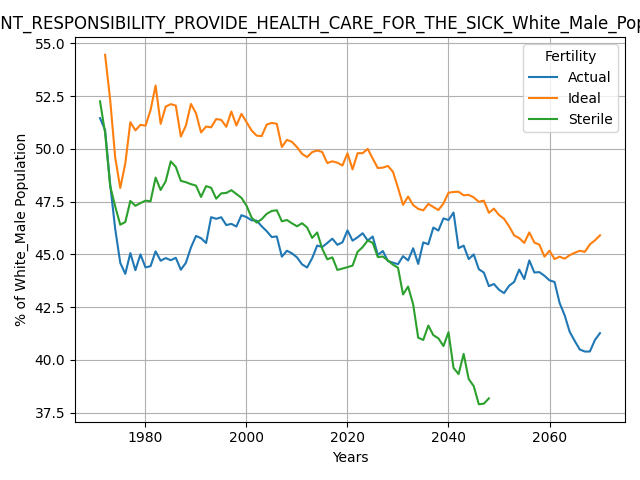 NT_RESPONSIBILITY_PROVIDE_HEALTH_CARE_FOR_THE_SICK_White_Male_Pop
55.0
52.5
50.0
47.5
45.0
42.5
40.0
37.5
% of White_Male Population
Fertility
Actual
Ideal
Sterile
1980
2000
2020
2040
2060
Years